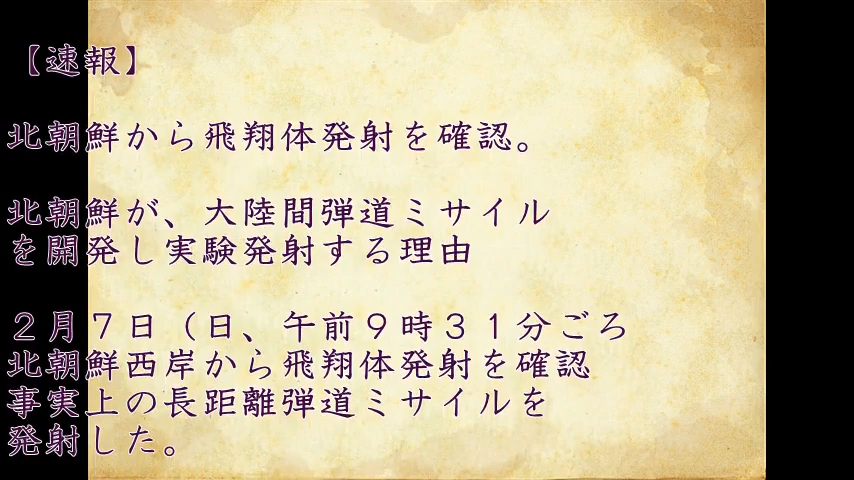 【速報】
北朝鮮から飛翔体発射を確認。
北朝鮮が、大陸間弾道ミサイル
を開発し実験発射する理由
２月７日（日、午前９時３１分ごろ
北朝鮮西岸から飛翔体発射を確認
事実上の長距離弾道ミサイルを
発射した。